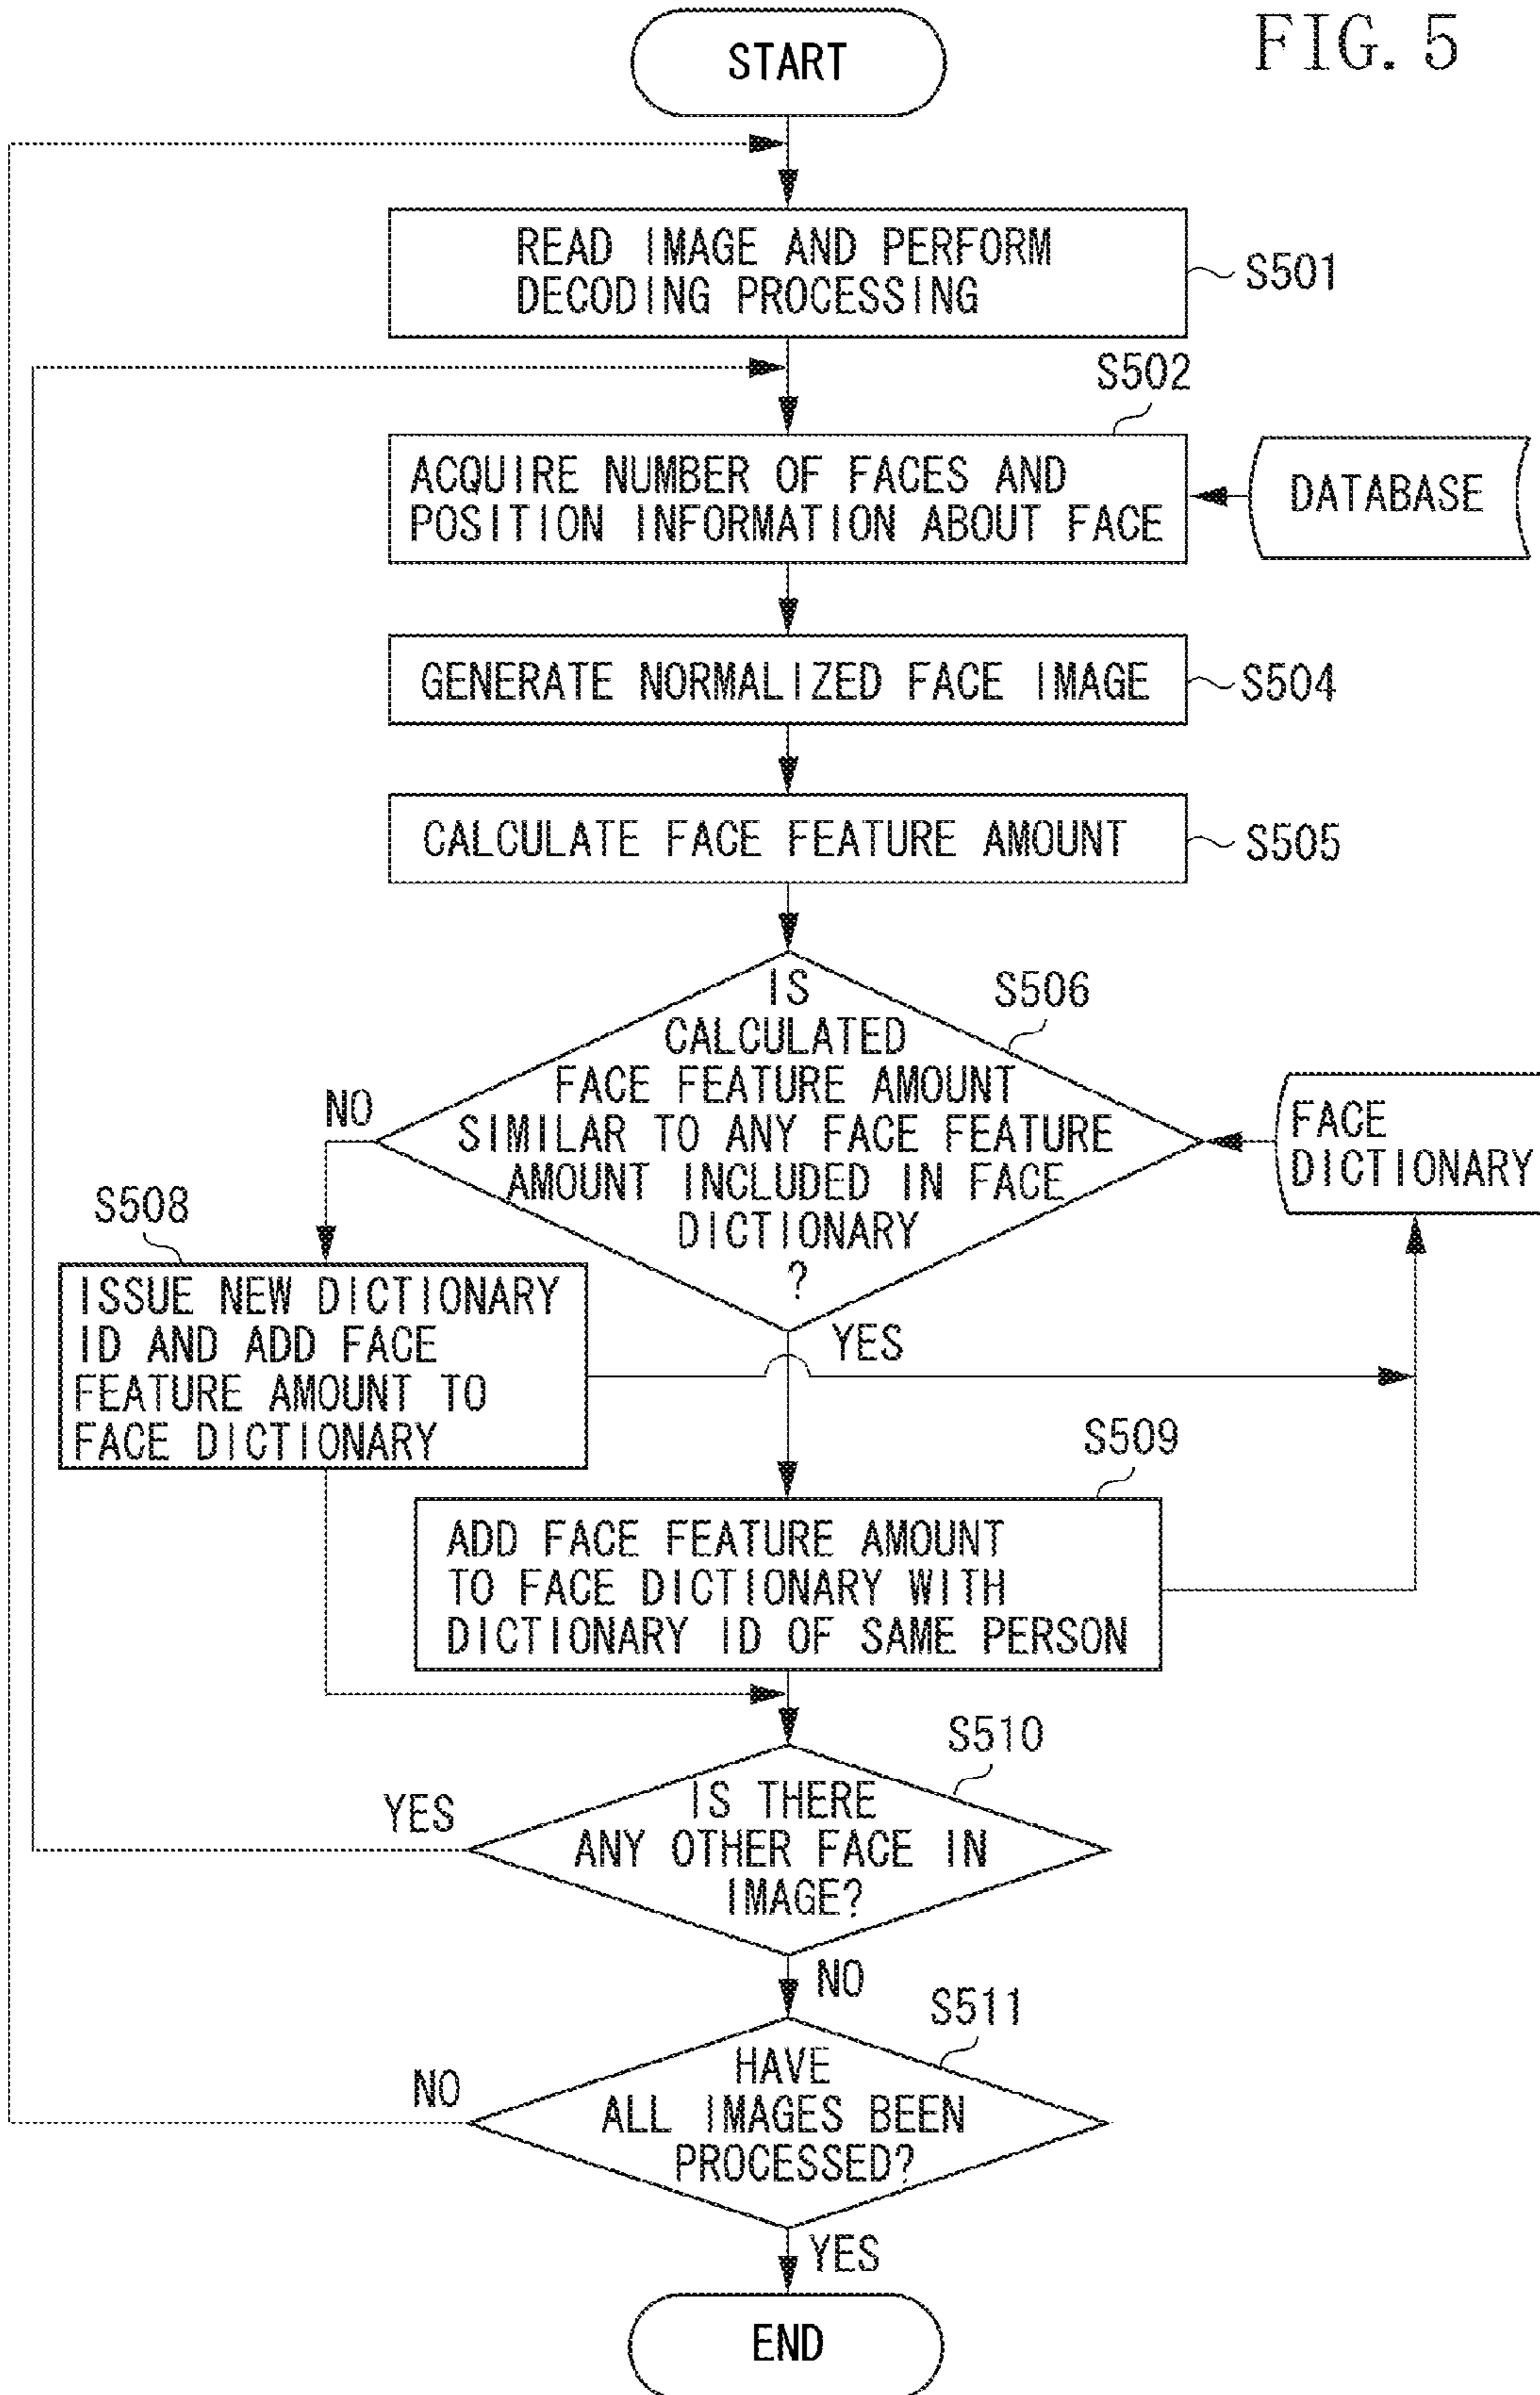 FIG. 5
START
READ IMAGE AND PERFORM
DECODING PROCESSING
S501
S502
ACQUIRE NUMBER OF FACES AND
POSITION INFORMATION ABOUT FACE
DATABASE
GENERATE NORMALIZED FACE IMAGE
S504
CALCULATE FACE FEATURE AMOUNT
S505
S506
IS
CALCULATED
FACE FEATURE AMOUNT
SIMILAR TO ANY FACE FEATURE
AMOUNT INCLUDED IN FACE
DICTIONARY
?
NO
FACE
DICTIONARY
S508
ISSUE NEW DICTIONARY
ID AND ADD FACE
FEATURE AMOUNT TO
FACE DICTIONARY
YES
S509
ADD FACE FEATURE AMOUNT
TO FACE DICTIONARY WITH
DICTIONARY ID OF SAME PERSON
S510
YES
IS THERE
ANY OTHER FACE IN
IMAGE?
NO
S511
NO
HAVE
ALL IMAGES BEEN
PROCESSED?
YES
END